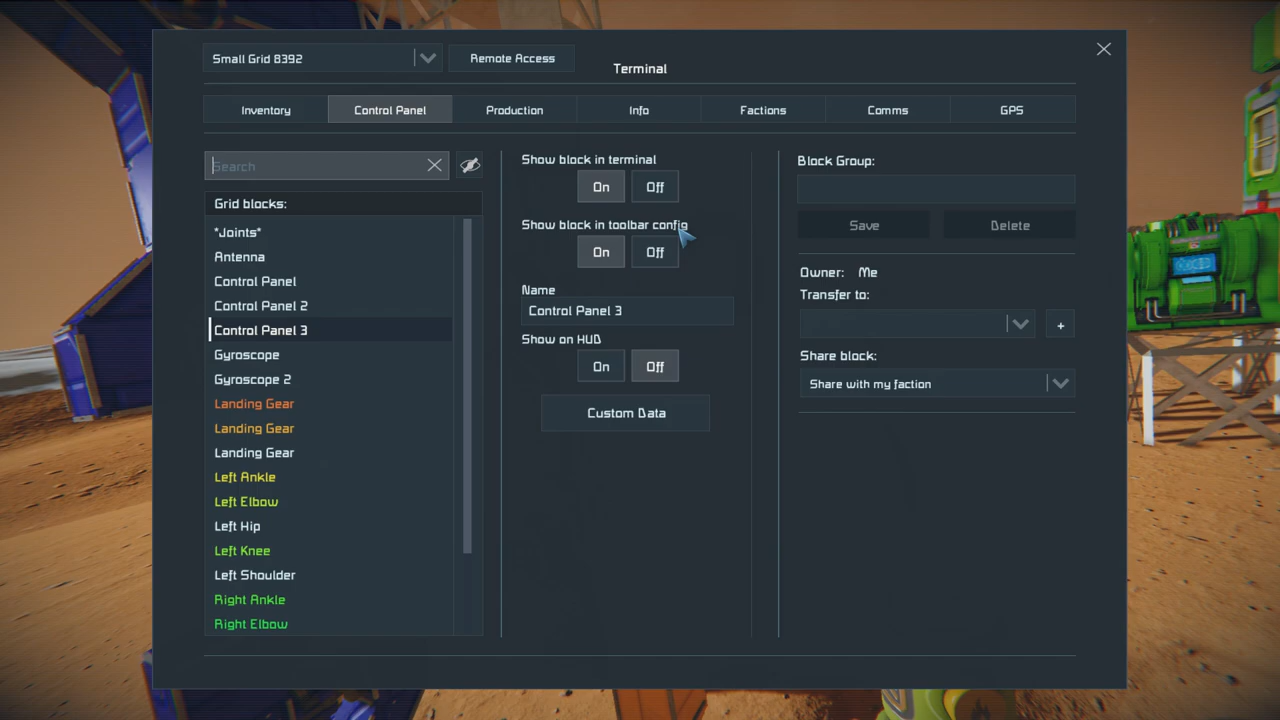 Small Grid 8392
Remote Access
Terminal
Inventory
Control Panel
Production
Info
Factions
Comms
GPS
Search
Grid blocks:
*Joints*
Antenna
Control Panel
Control Panel 2
Control Panel 3
Gyroscope
Gyroscope 2
Landing Gear
Landing Gear
Landing Gear
Left Ankle
Left Elbow
Left Hip
Left Knee
Left Shoulder
Right Ankle
Right Elbow
Show block in terminal
On
Off
Show block in toolbar config
On
Off
Name
Control Panel 3
Show on HUD
On
Off
Custom Data
Block Group:
Save
Delete
Owner: Me
Transfer to:
+
Share block:
Share with my faction